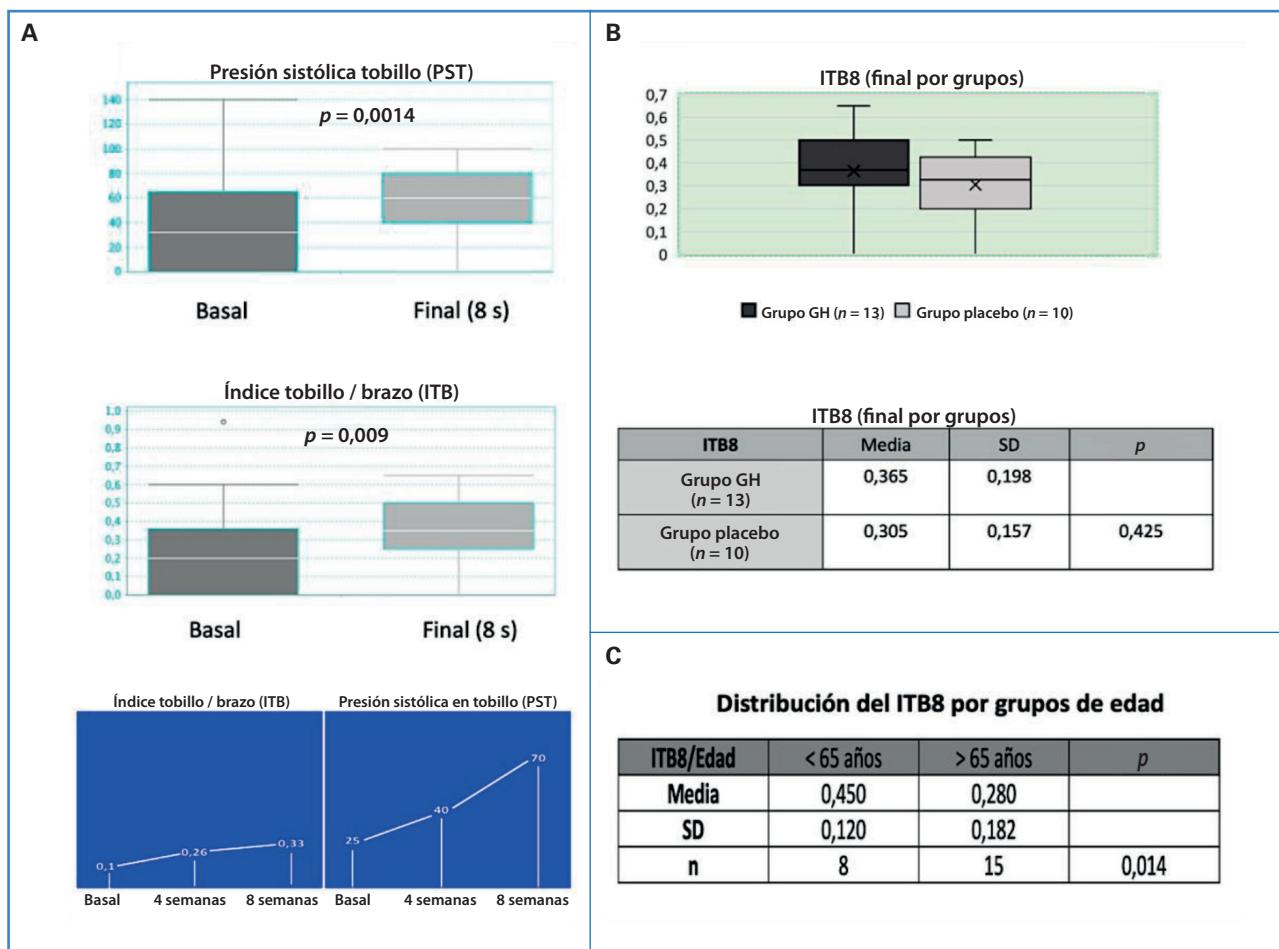 A
Presión sistólica tobillo (PST)
p = 0,0014
140
120
100
80
60
40
20
0
Basal
Final (8 s)
Índice tobillo / brazo (ITB)
p = 0,009
1,0
0,9
0,8
0,7
0,6
0,5
0,4
0,3
0,2
0,1
0,0
Basal
Final (8 s)
Índice tobillo / brazo (ITB)
Presión sistólica en tobillo (PST)
0,1
0,26
0,33
25
40
70
Basal
4 semanas
8 semanas
Basal
4 semanas
8 semanas
B
ITB8 (final por grupos)
0,7
0,6
0,5
0,4
0,3
0,2
0,1
0
Grupo GH (n = 13)
Grupo placebo (n = 10)
ITB8 (final por grupos)
ITB8 Media SD p
Grupo GH
(n = 13)
0,365 0,198
Grupo placebo
(n = 10)
0,305 0,157 0,425
C
Distribución del ITB8 por grupos de edad
ITB8/Edad < 65 años > 65 años p
Media 0,450 0,280
SD 0,120 0,182
n 8 15 0,014